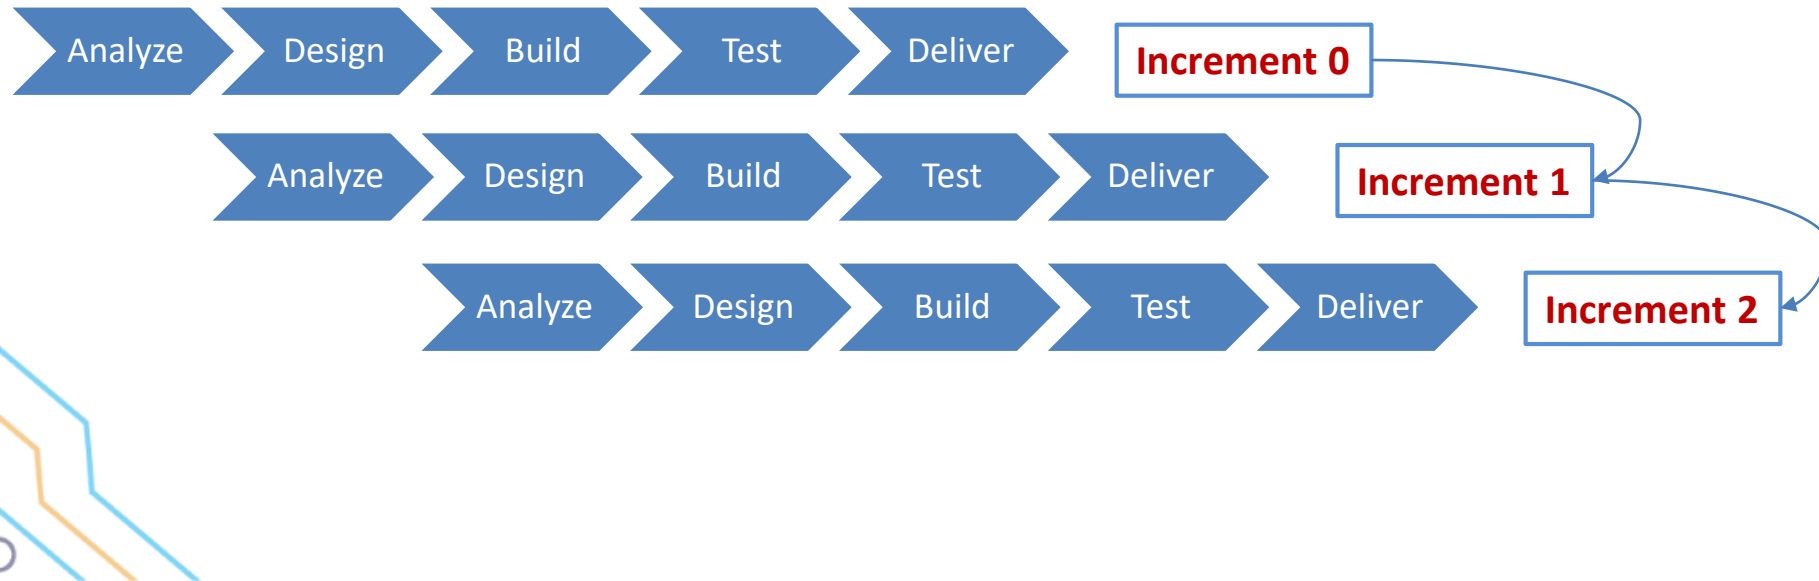 Analyze Design Build Test Deliver Increment 0
Analyze Design Build Test Deliver Increment 1
Analyze Design Build Test Deliver Increment 2